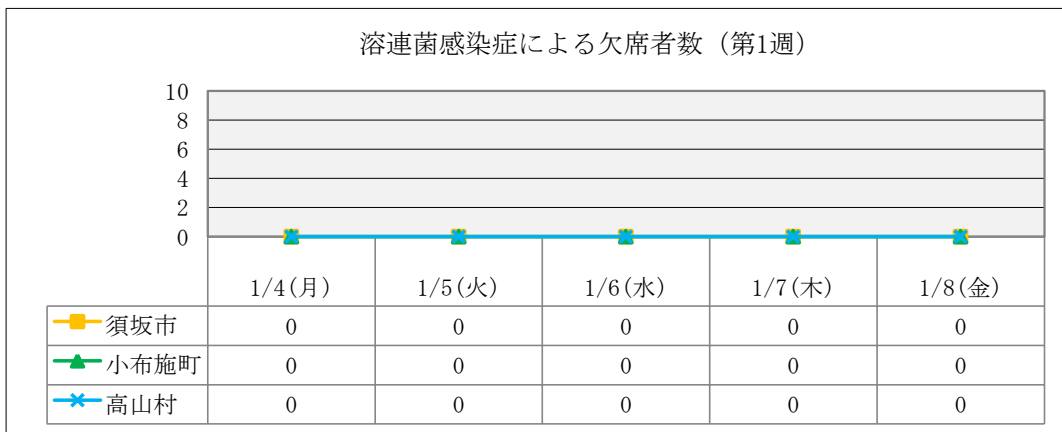 溶連菌感染症による欠席者数（第1週）
10
8
6
4
2
0
1/4(月) 1/5(火) 1/6(水) 1/7(木) 1/8(金)
須坂市 0 0 0 0 0
小布施町 0 0 0 0 0
高山村 0 0 0 0 0